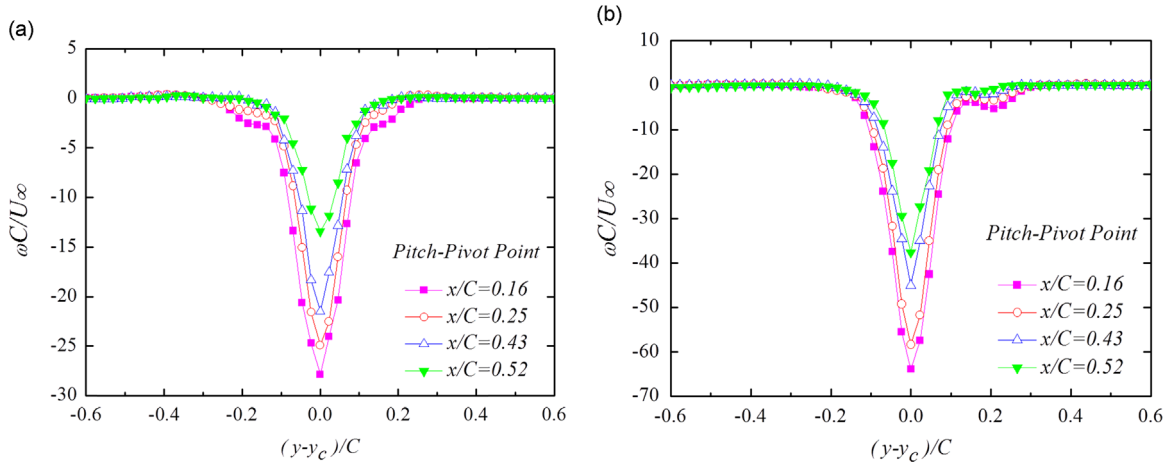 (a)
5
0
-5
-10
-15
-20
-25
-30
ωC/U∞
-0.6 -0.4 -0.2 0.0 0.2 0.4 0.6
(y-yc)/C
Pitch-Pivot Point
x/C=0.16
x/C=0.25
x/C=0.43
x/C=0.52
(b)
10
0
-10
-20
-30
-40
-50
-60
-70
ωC/U∞
-0.6 -0.4 -0.2 0.0 0.2 0.4 0.6
(y-yc)/C
Pitch-Pivot Point
x/C=0.16
x/C=0.25
x/C=0.43
x/C=0.52